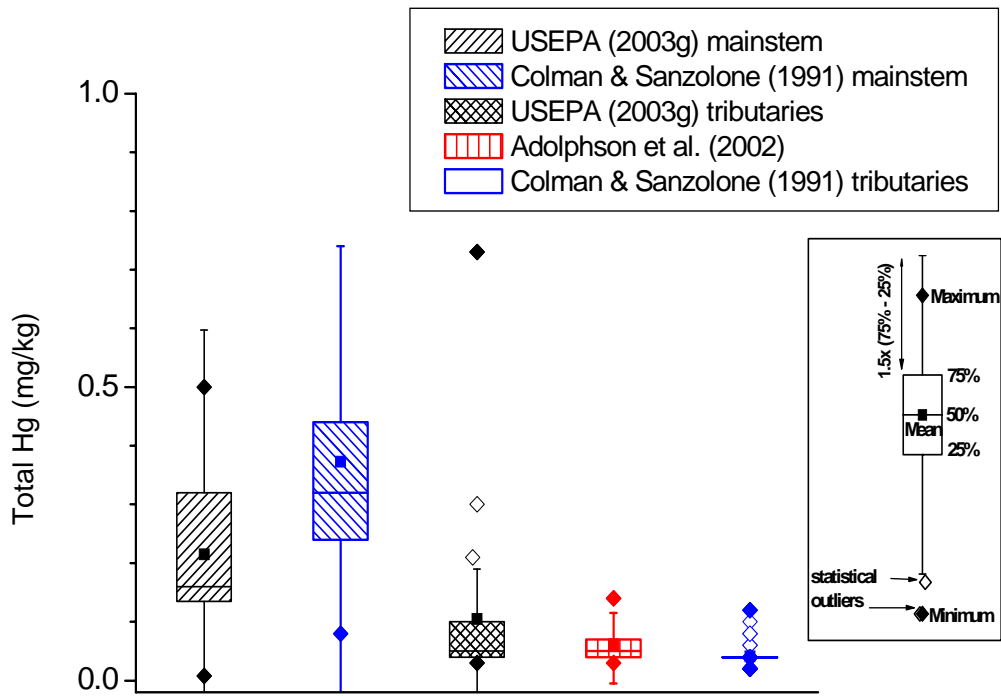 USEPA (2003g) mainstem
Colman & Sanzolone (1991) mainstem
USEPA (2003g) tributaries
Adolphson et al. (2002)
Colman & Sanzolone (1991) tributaries
1.0
0.5
0.0
Total Hg (mg/kg)
1.5x (75% - 25%)
Maximum
75%
50%
Mean
25%
statistical
outliers
Minimum